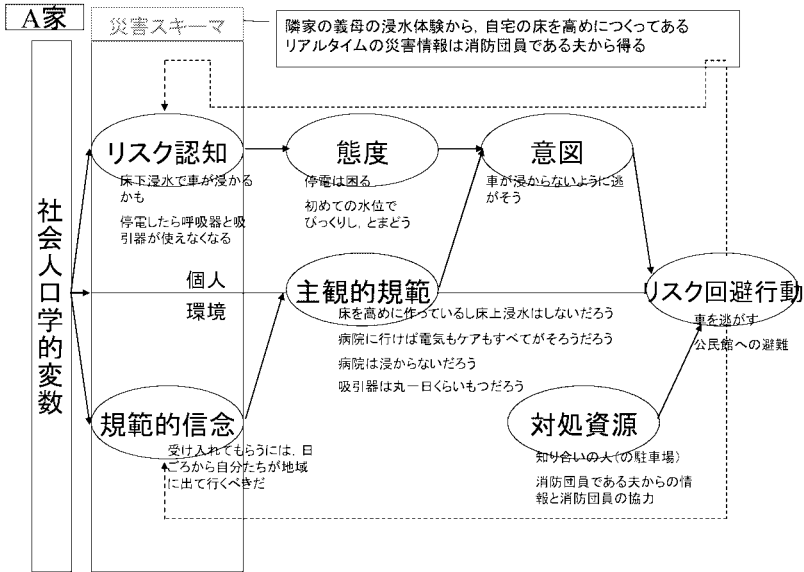 A家
災害スキーマ
隣家の義母の浸水体験から，自宅の床を高めにつくってある
リアルタイムの災害情報は消防団員である夫から得る
社会人口学的変数
リスク認知
床下浸水で車が浸かる
かも
停電したら呼吸器と吸
引器が使えなくなる
態度
停電は困る
初めての水位で
びっくりし，とまどう
意図
車が浸からないように逃
がそう
個人
環境
主観的規範
床を高めに作っているし床上浸水はしないだろう
病院に行けば電気もケアもすべてがそろうだろう
病院は浸からないだろう
吸引器は丸一日くらいもつだろう
リスク回避行動
車を逃がす
公民館への避難
規範的信念
受け入れてもらうには，日
ごろから自分たちが地域
に出て行くべきだ
対処資源
知り合いの人（の駐車場）
消防団員である夫からの情
報と消防団員の協力